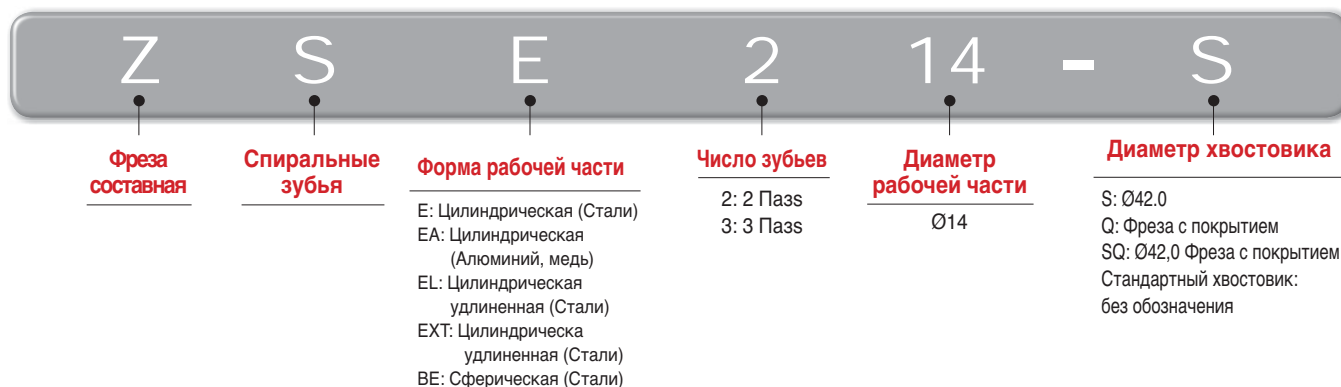 Z S E 2 14 - S
Фреза
составная
Спиральные
зубья
Форма рабочей части
E: Цилиндрическая (Стали)
EA: Цилиндрическая
(Алюминий, медь)
EL: Цилиндрическая
удлиненная (Стали)
EXT: Цилиндрическа
удлиненная (Стали)
BE: Сферическая (Стали)
Число зубьев
2: 2 Пазs
3: 3 Пазs
Диаметр
рабочей части
Ø14
Диаметр хвостовика
S: Ø42.0
Q: Фреза с покрытием
SQ: Ø42,0 Фреза с покрытием
Стандартный хвостовик:
без обозначения